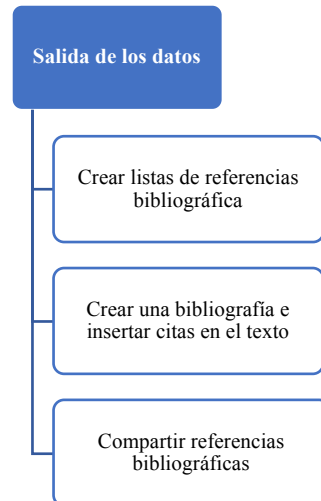 Salida de los datos
Crear listas de referencias
bibliográfica
Crear una bibliografía e
insertar citas en el texto
Compartir referencias
bibliográficas